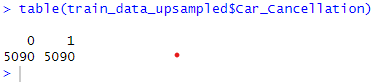 > table(train_data_upsampled$Car_Cancellation)
0 1
5090 5090
>